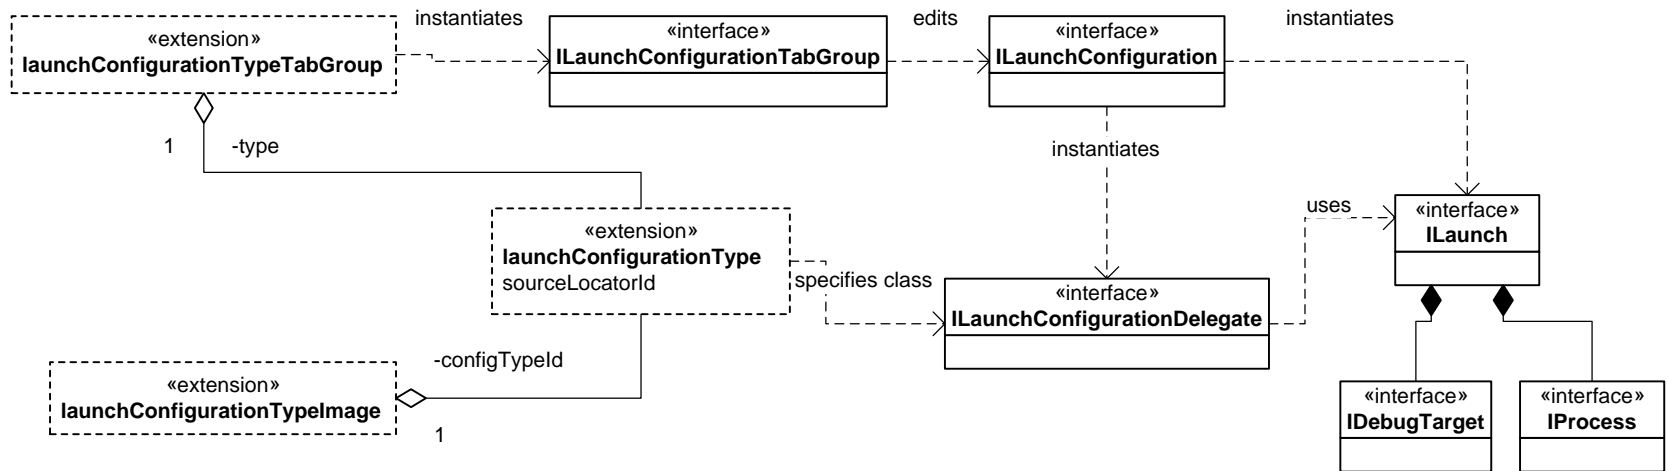 instantiates
edits
instantiates
«extension»
launchConfigurationTypeTabGroup
«interface»
ILaunchConfigurationTabGroup
«interface»
ILaunchConfiguration
1
-type
instantiates
«extension»
launchConfigurationType
sourceLocatorId
specifies class
uses
«interface»
ILaunch
«interface»
ILaunchConfigurationDelegate
-configTypeId
«extension»
launchConfigurationTypeImage
1
«interface»
IDebugTarget
«interface»
IProcess